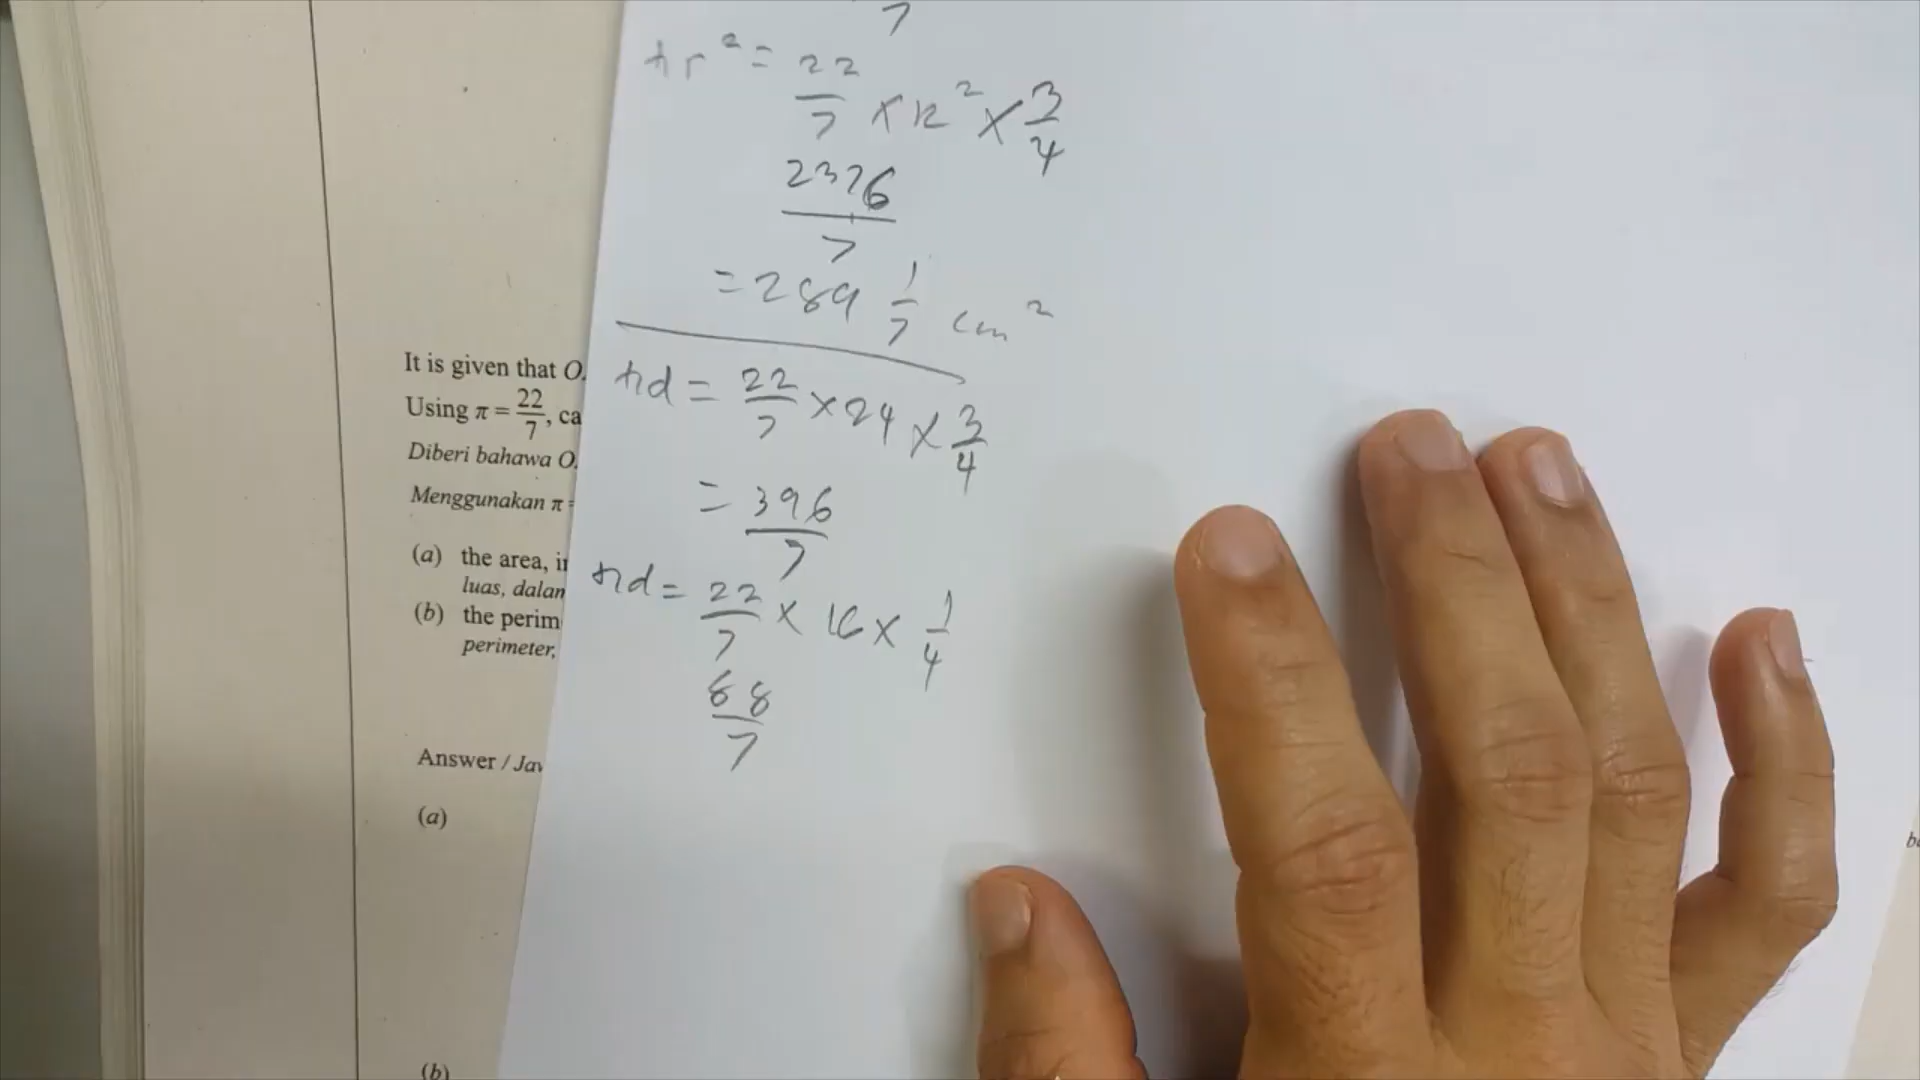 7
πr² = 22/7 × 12² × 3/4
2376/7
= 289 1/7 cm²
πd = 22/7 × 24 × 3/4
= 396/7
πd = 22/7 × 16 × 1/4
88/7
It is given that O
Using π = 22/7, ca
Diberi bahawa O
Menggunakan π =
(a) the area, in
luas, dalam
(b) the perim
perimeter,
Answer / Jaw
(a)
(b)